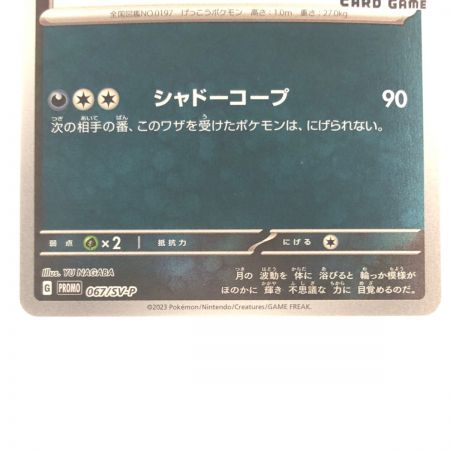 CARD GAME
全国図鑑NO.0197 げっこうポケモン 高さ：1.0m 重さ：27.0kg
シャドーコープ 90
次の相手の番、このワザを受けたポケモンは、にげられない。
弱点 ×2 抵抗力 にげる
Illus. YU NAGABA
月の波動を体に浴びると輪っか模様が
G PROMO 067/SV-P
ほのかに輝き不思議な力に目覚めるのだ。
©2023 Pokémon/Nintendo/Creatures/GAME FREAK.